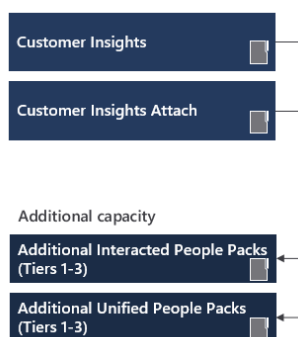 Customer Insights
Customer Insights Attach
Additional capacity
Additional Interacted People Packs
(Tiers 1-3)
Additional Unified People Packs
(Tiers 1-3)